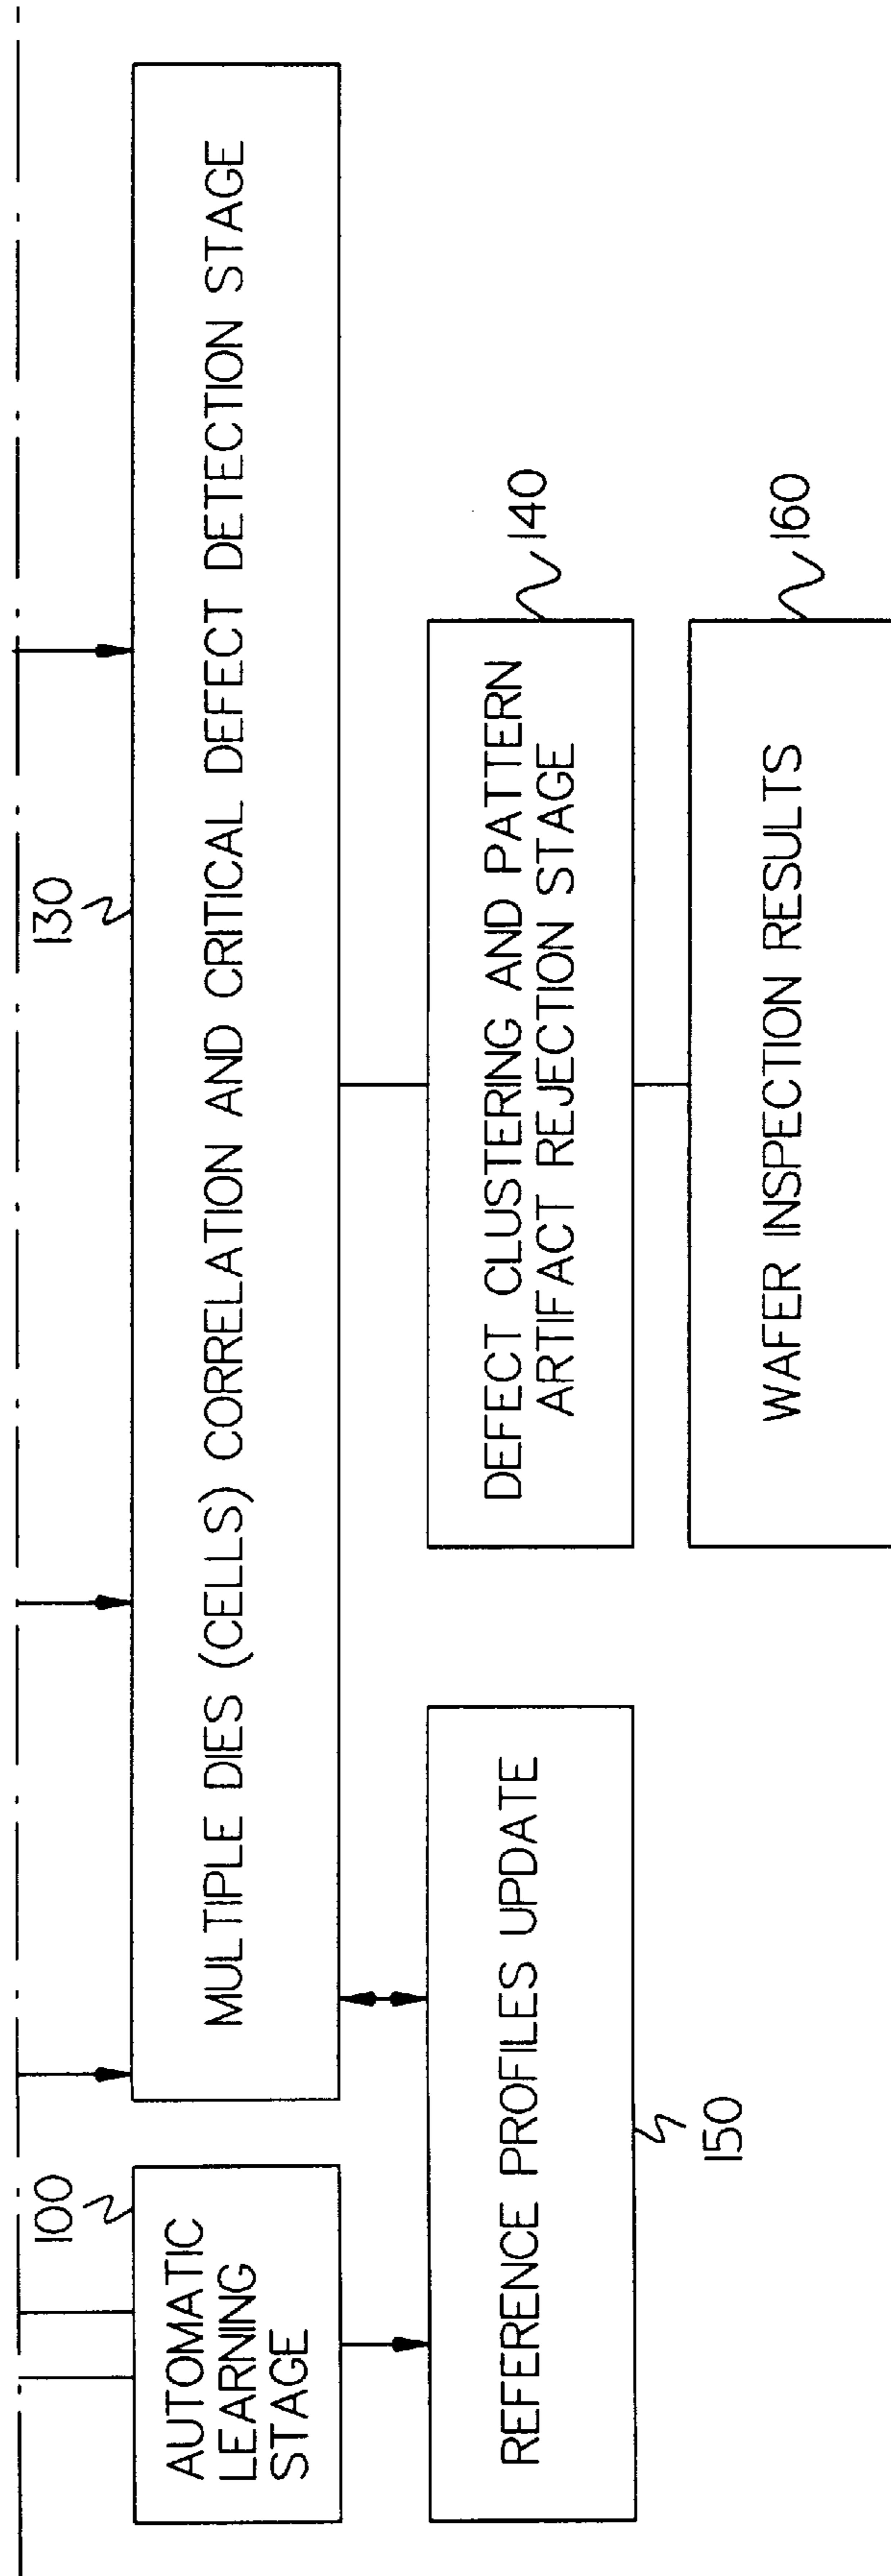 100
AUTOMATIC
LEARNING
STAGE
130
MULTIPLE DIES (CELLS) CORRELATION AND CRITICAL DEFECT DETECTION STAGE
REFERENCE PROFILES UPDATE
150
DEFECT CLUSTERING AND PATTERN
ARTIFACT REJECTION STAGE
140
WAFER INSPECTION RESULTS
160